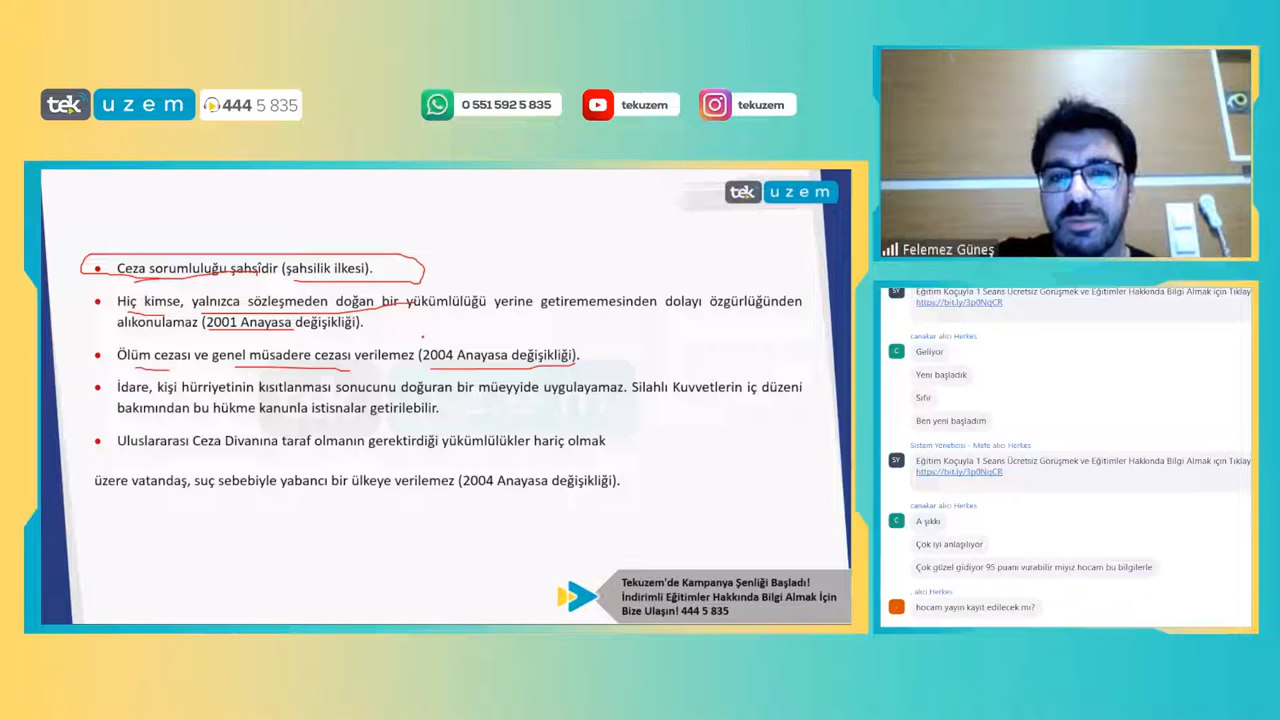 tek uzem 444 5 835
0 551 592 5 835
tekuzem
tekuzem
tek uzem
• Ceza sorumluluğu şahsîdir (şahsilik ilkesi).
• Hiç kimse, yalnızca sözleşmeden doğan bir yükümlülüğü yerine getirememesinden dolayı özgürlüğünden
alıkonulamaz (2001 Anayasa değişikliği).
• Ölüm cezası ve genel müsadere cezası verilemez (2004 Anayasa değişikliği).
• İdare, kişi hürriyetinin kısıtlanması sonucunu doğuran bir müeyyide uygulayamaz. Silahlı Kuvvetlerin iç düzeni
bakımından bu hükme kanunla istisnalar getirilebilir.
• Uluslararası Ceza Divanına taraf olmanın gerektirdiği yükümlülükler hariç olmak
üzere vatandaş, suç sebebiyle yabancı bir ülkeye verilemez (2004 Anayasa değişikliği).
Tekuzem'de Kampanya Şenliği Başladı!
İndirimli Eğitimler Hakkında Bilgi Almak İçin
Bize Ulaşın! 444 5 835
Felemez Güneş
SY
Eğitim Koçuyla 1 Seans Ücretsiz Görüşmek ve Eğitimler Hakkında Bilgi Almak için Tıklay
https://bit.ly/3p0NqCR
canakar alıcı Herkes
C
Geliyor
Yeni başladık
Sıfır
Ben yeni başladım
Sistem Yöneticisi - Mete alıcı Herkes
SY
Eğitim Koçuyla 1 Seans Ücretsiz Görüşmek ve Eğitimler Hakkında Bilgi Almak için Tıklay
https://bit.ly/3p0NqCR
canakar alıcı Herkes
C
A şıkkı
Çok iyi anlaşılıyor
Çok güzel gidiyor 95 puanı vurabilir miyiz hocam bu bilgilerle
. alıcı Herkes
hocam yayın kayıt edilecek mı?